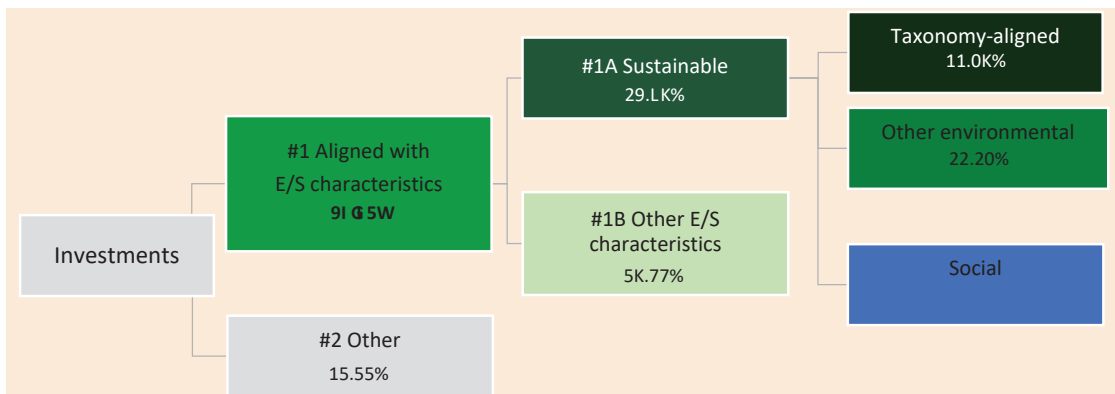 Investments
#1 Aligned with
E/S characteristics
#2 Other
15.55%
#1A Sustainable
29.LK%
#1B Other E/S
characteristics
5K.77%
Taxonomy-aligned
11.0K%
Other environmental
22.20%
Social